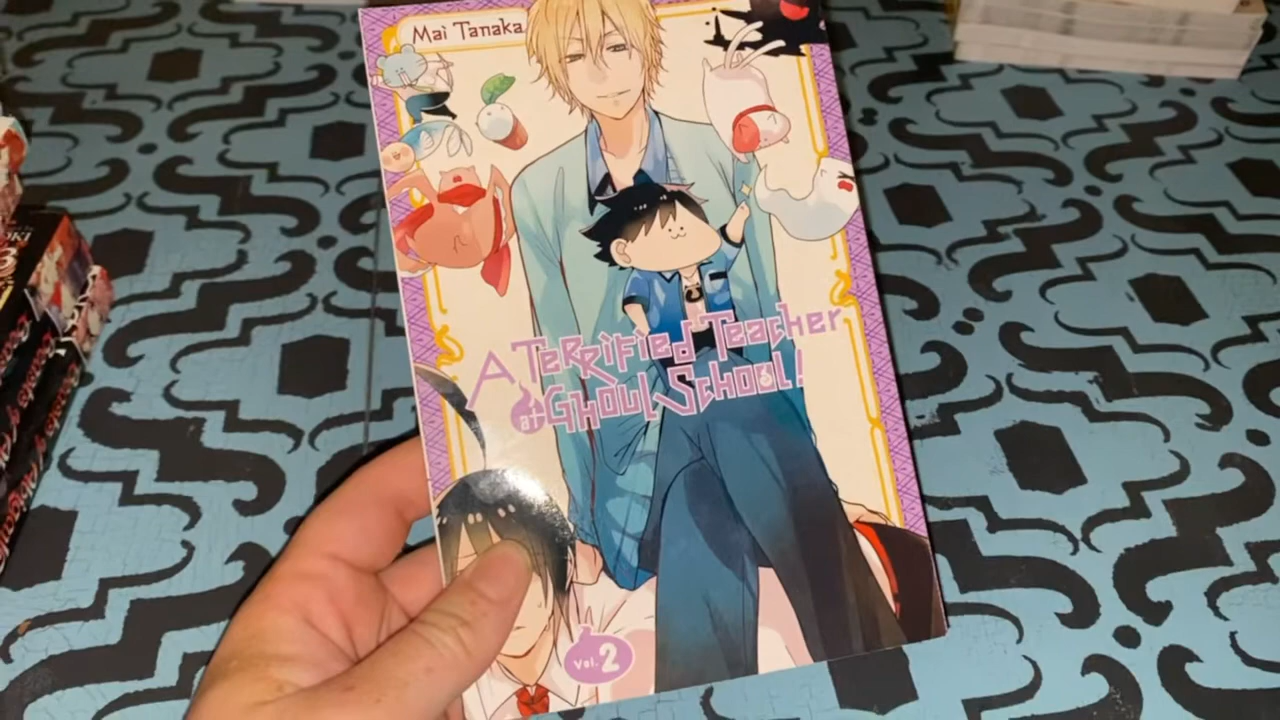 Mai Tanaka
A Terrified Teacher
at Ghoul School!
Vol. 2